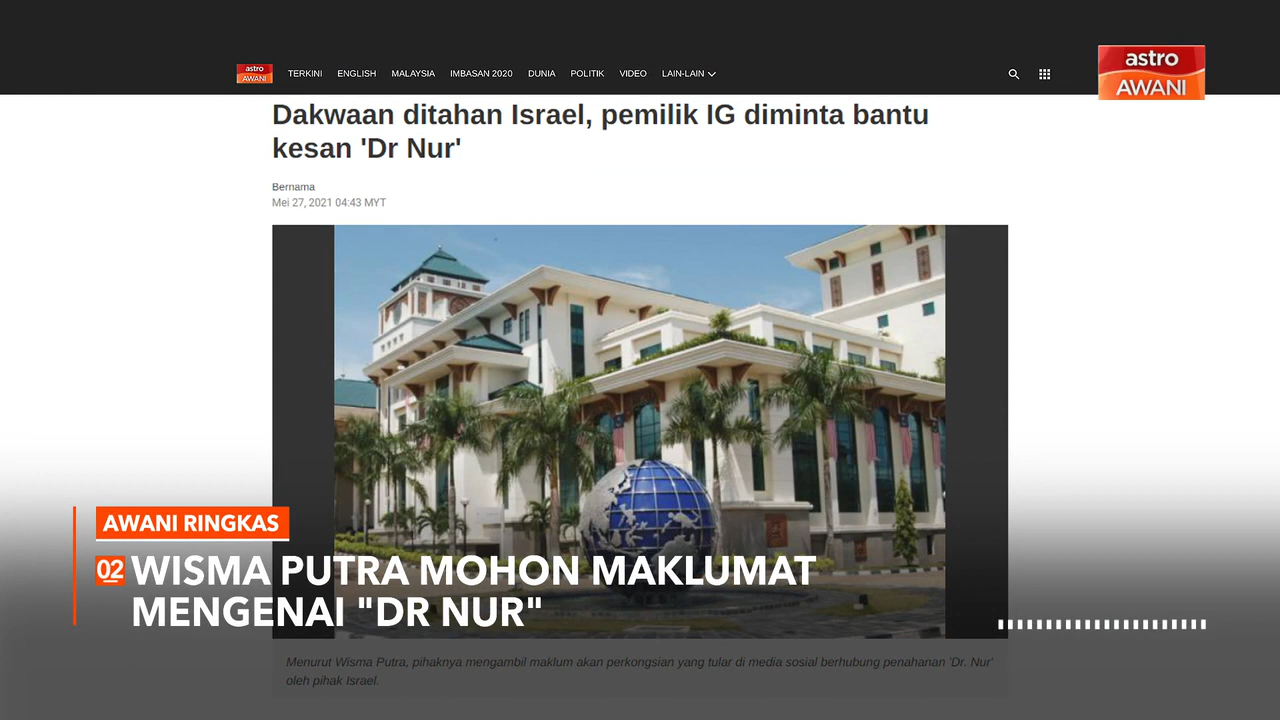 astro
AWANI
TERKINI ENGLISH MALAYSIA IMBASAN 2020 DUNIA POLITIK VIDEO LAIN-LAIN
astro
AWANI
Dakwaan ditahan Israel, pemilik IG diminta bantu
kesan 'Dr Nur'
Bernama
Mei 27, 2021 04:43 MYT
AWANI RINGKAS
02 WISMA PUTRA MOHON MAKLUMAT
MENGENAI "DR NUR"
Menurut Wisma Putra, pihaknya mengambil maklum akan perkongsian yang tular di media sosial berhubung penahanan 'Dr. Nur'
oleh pihak Israel.